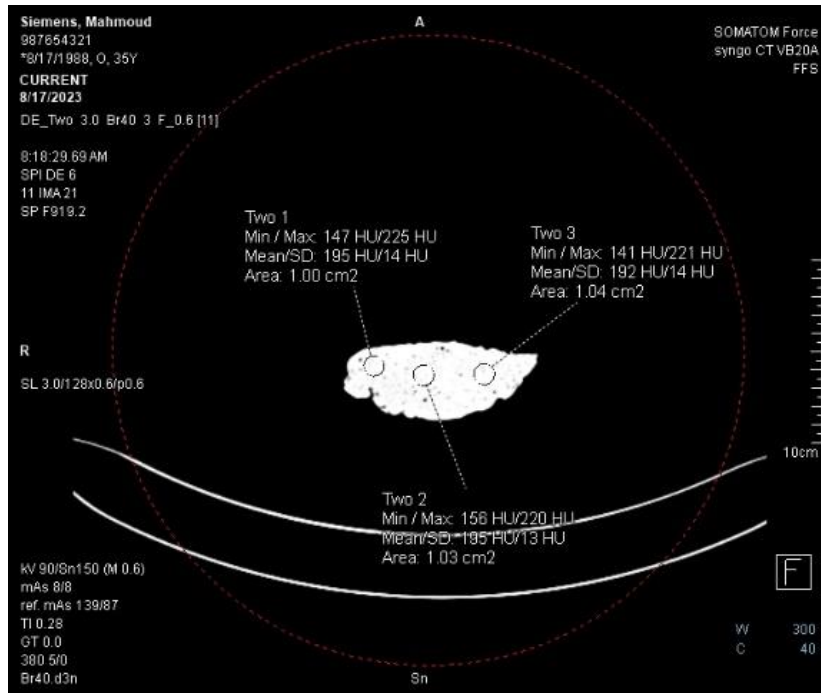 Siemens, Mahmoud
987654321
*8/17/1988, O, 35Y
CURRENT
8/17/2023
DE_Two 3.0 Br40 3 F_0.6 [11]
8:18:29.69 AM
SPI DE 6
11 IMA 21
SP F919.2
A
SOMATOM Force
syngo CT VB20A
FFS
Two 1
Min / Max: 147 HU/225 HU
Mean/SD: 195 HU/14 HU
Area: 1.00 cm2
Two 3
Min / Max: 141 HU/221 HU
Mean/SD: 192 HU/14 HU
Area: 1.04 cm2
R
SL 3.0/128x0.6/p0.6
10cm
Two 2
Min / Max: 156 HU/220 HU
Mean/SD: 195 HU/13 HU
Area: 1.03 cm2
kV 90/Sn150 (M 0.6)
mAs 8/8
ref. mAs 139/87
TI 0.28
GT 0.0
380 5/0
Br40.d3n
Sn
F
W 300
C 40